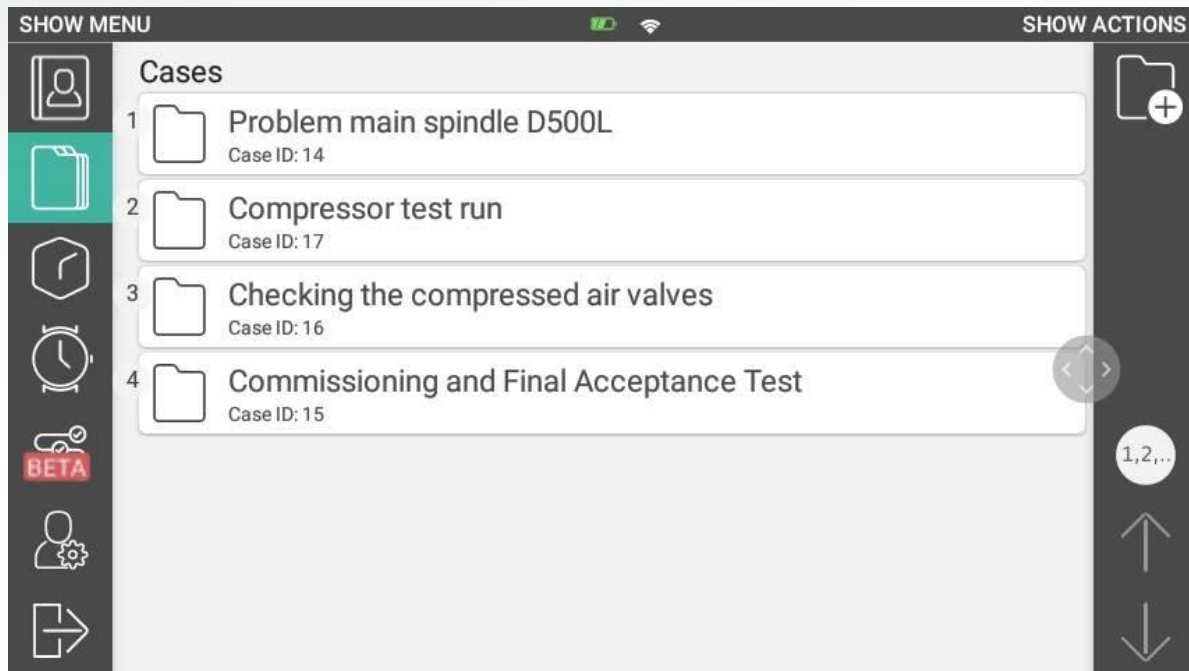 SHOW MENU
SHOW ACTIONS
Cases
1
Problem main spindle D500L
Case ID: 14
2
Compressor test run
Case ID: 17
3
Checking the compressed air valves
Case ID: 16
4
Commissioning and Final Acceptance Test
Case ID: 15
BETA
1,2,..